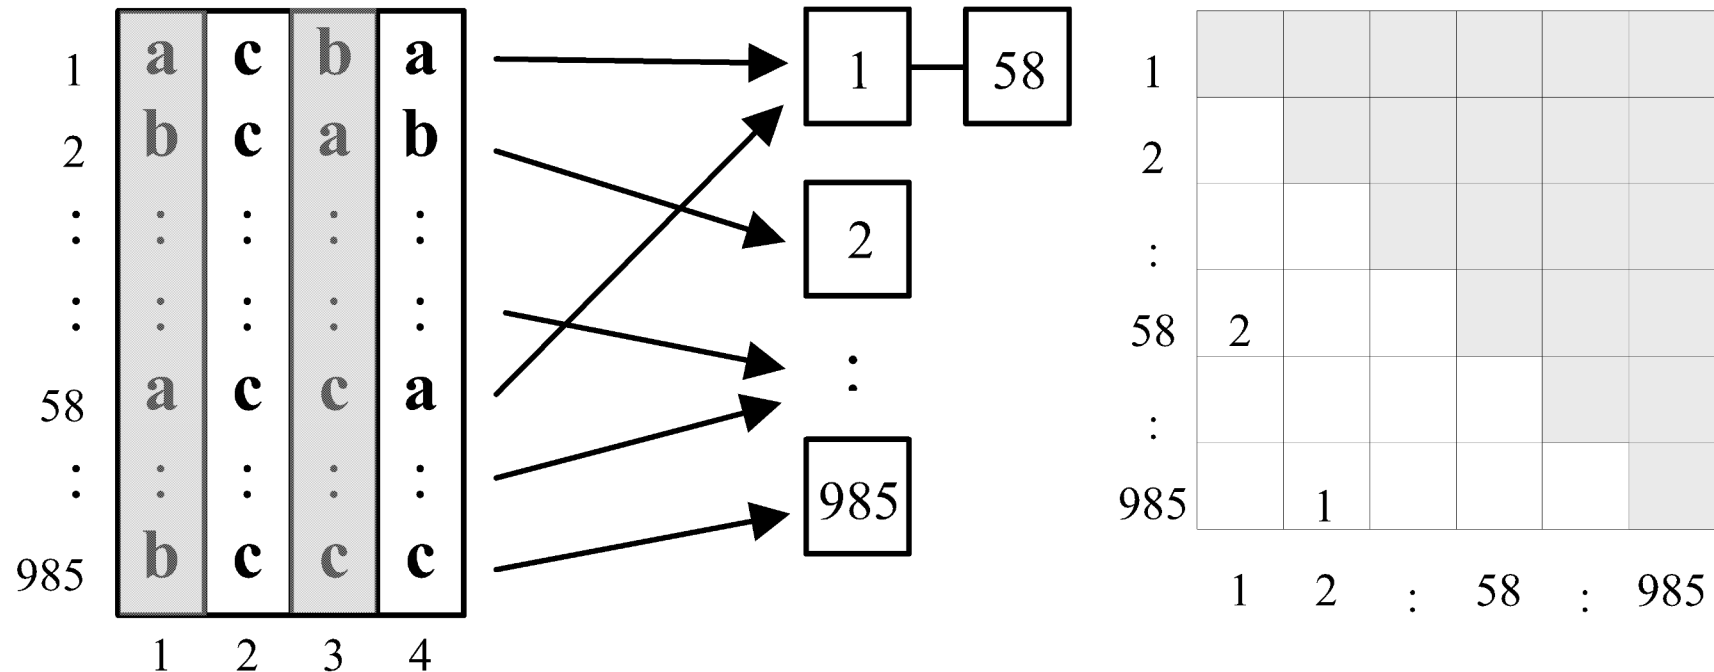 1 a c b a
2 b c a b
: : : : :
: : : : :
58 a c c a
: : : : :
985 b c c c
1 2 3 4
1 58
2
:
985
1
2
:
58 2
:
985 1
1 2 : 58 : 985